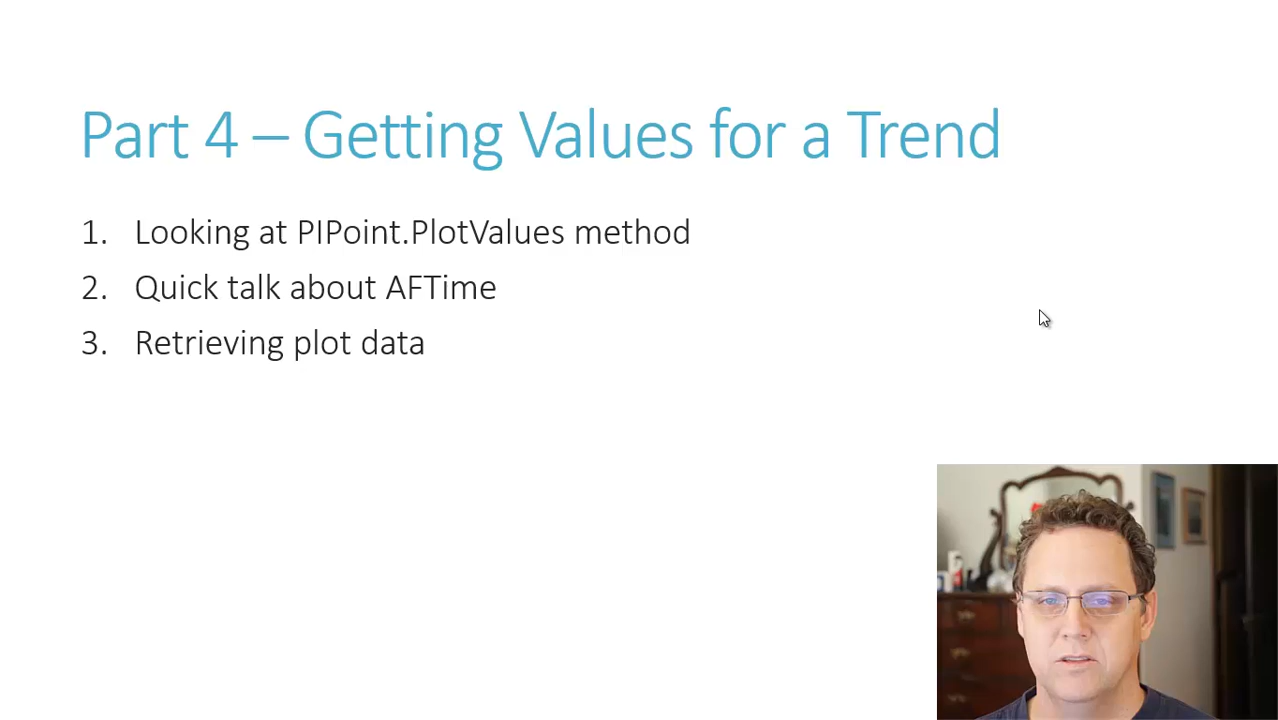 Part 4 – Getting Values for a Trend
1. Looking at PIPoint.PlotValues method
2. Quick talk about AFTime
3. Retrieving plot data